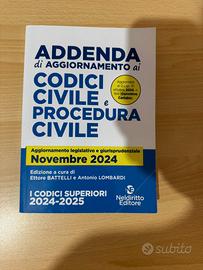 ADDENDA
di AGGIORNAMENTO ai
CODICI
CIVILE e
PROCEDURA
CIVILE
Aggiornamento legislativo e giurisprudenziale
Novembre 2024
Edizione a cura di
Ettore BATTELLI e Antonio LOMBARDI
I CODICI SUPERIORI
2024-2025
Neldiritto
Editore
subito